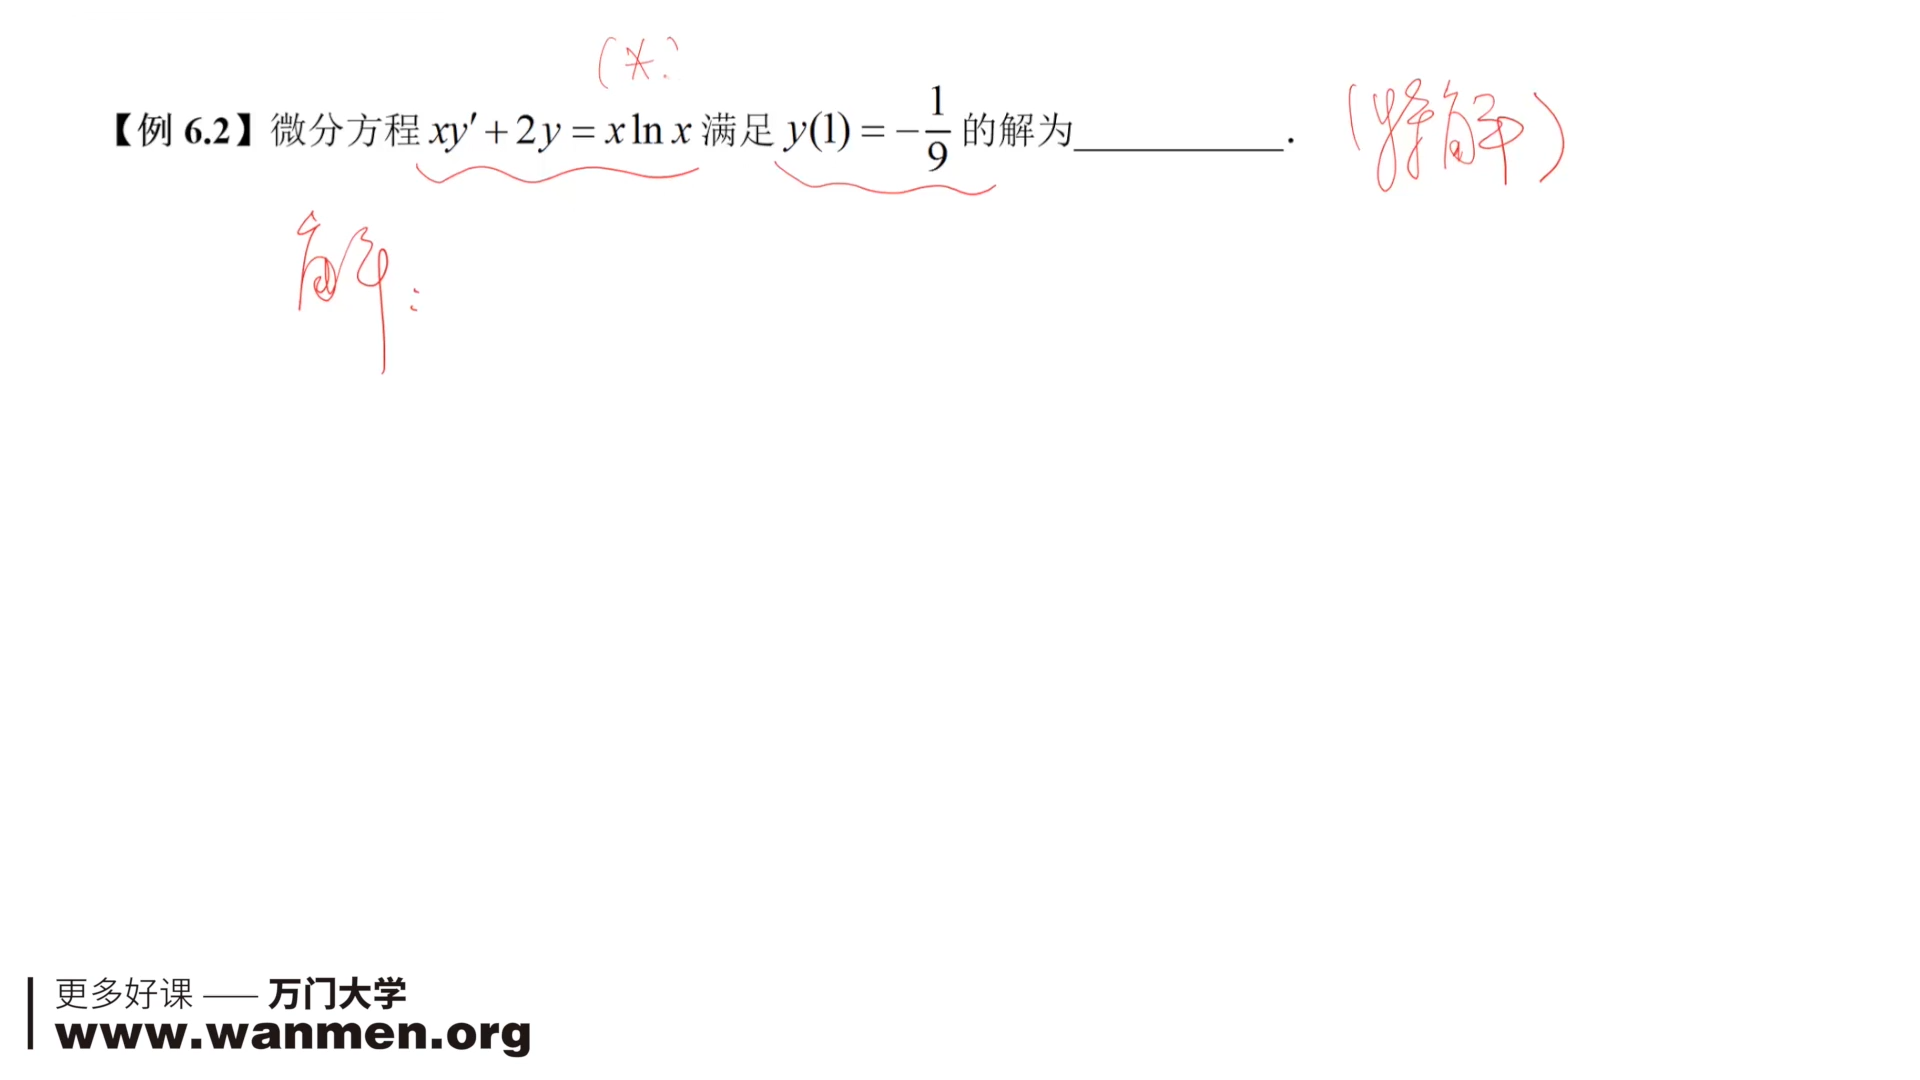 (*)
【例 6.2】微分方程 xy′ + 2y = x ln x 满足 y(1) = −1/9 的解为__________. (特解)
解:
更多好课 —— 万门大学
www.wanmen.org